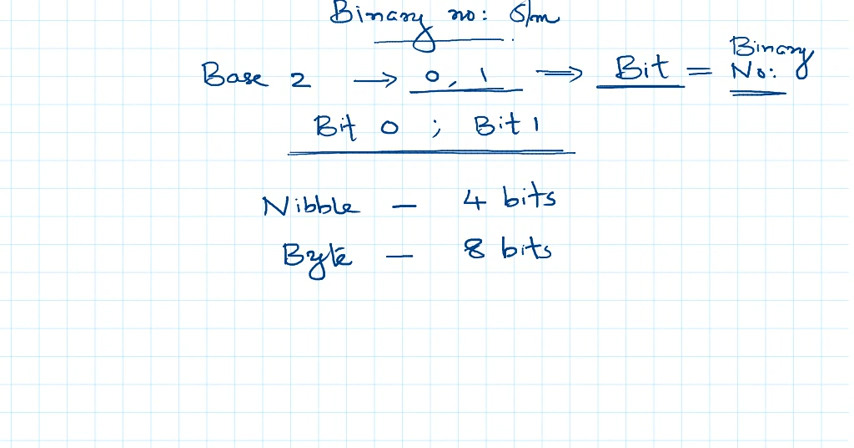 Binary no: S/m
Base 2 → 0, 1 ⇒ Bit = Binary No:
Bit 0 ; Bit 1
Nibble — 4 bits
Byte — 8 bits